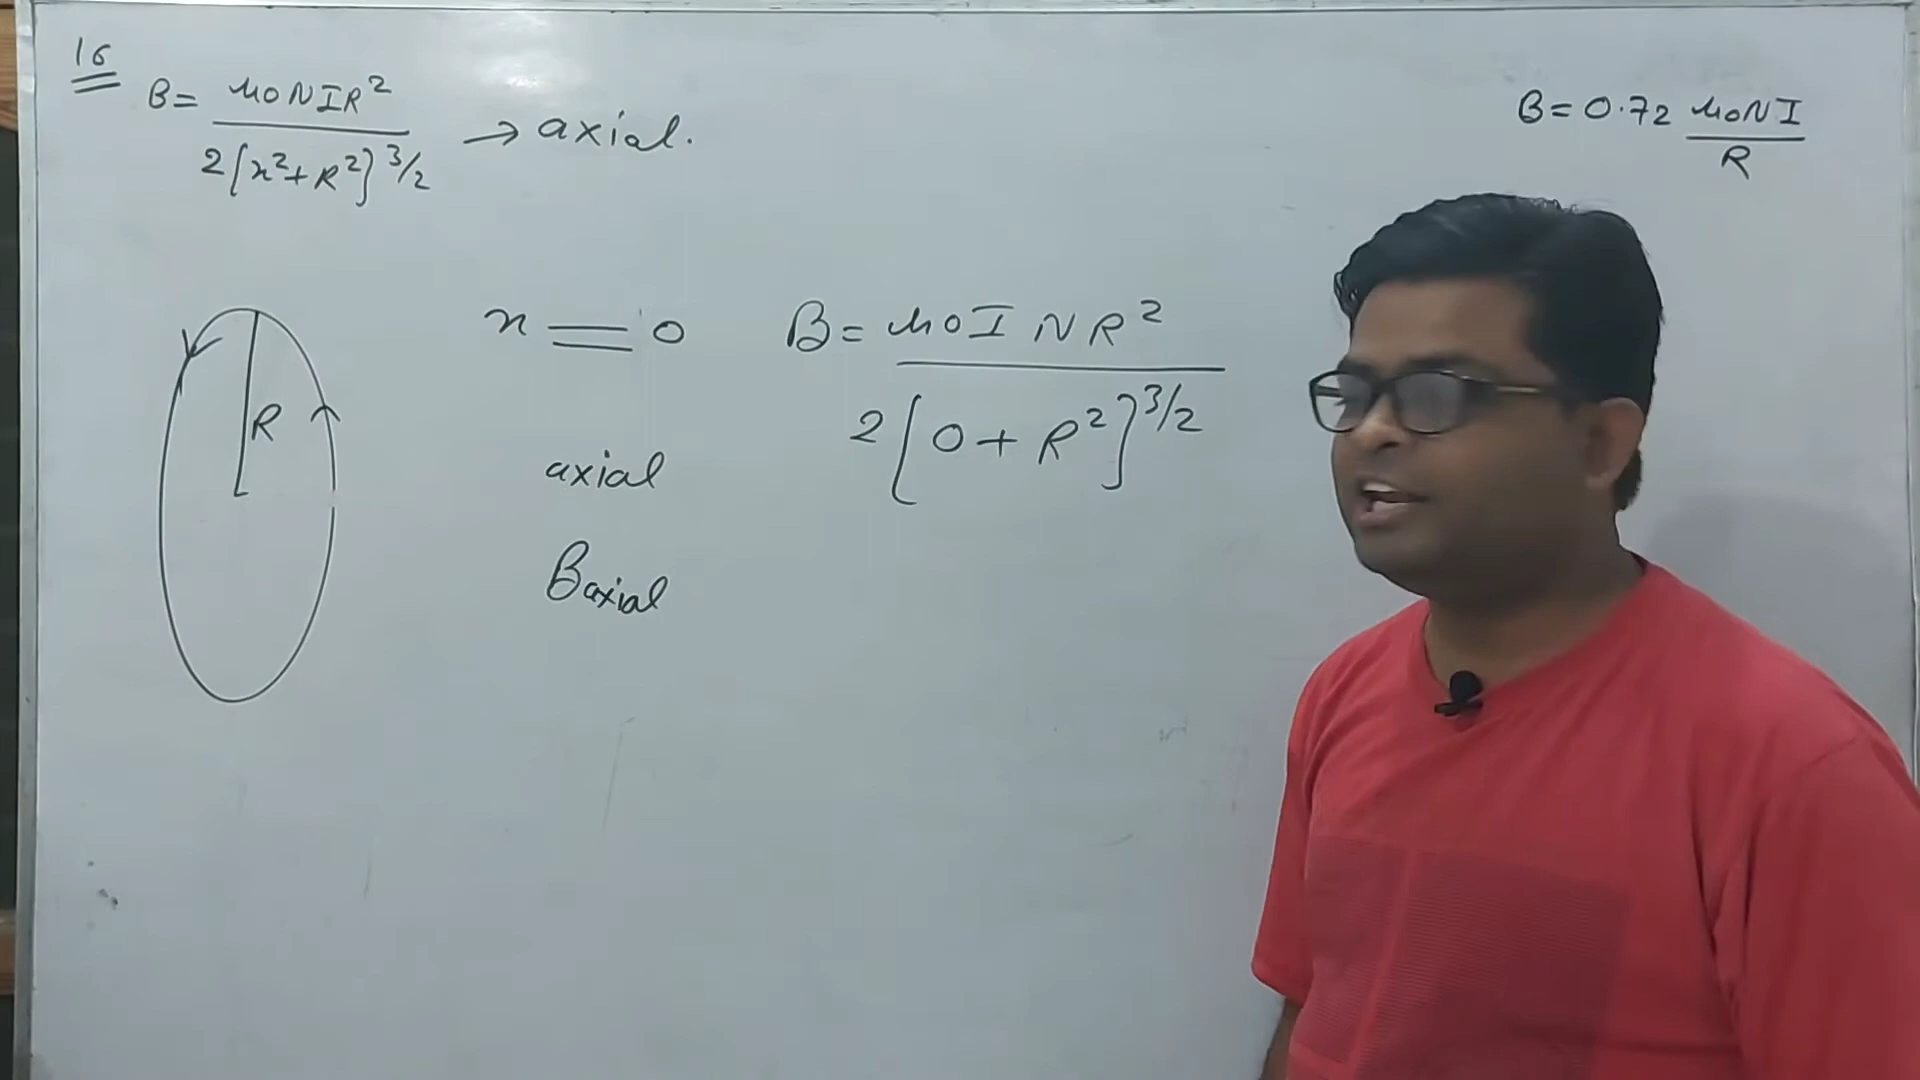 16
B = μ0NIR² / 2[x²+R²]^3/2 → axial.
B = 0.72 μ0NI / R
R
x = 0
B = μ0INR² / 2[0+R²]^3/2
axial
Baxial